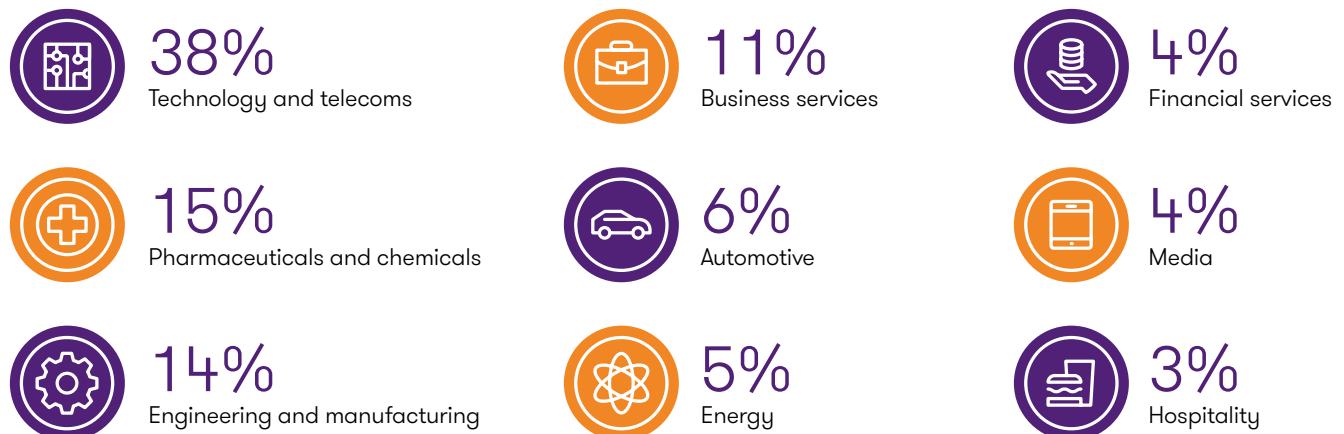 38%
Technology and telecoms
15%
Pharmaceuticals and chemicals
14%
Engineering and manufacturing
11%
Business services
6%
Automotive
5%
Energy
4%
Financial services
4%
Media
3%
Hospitality